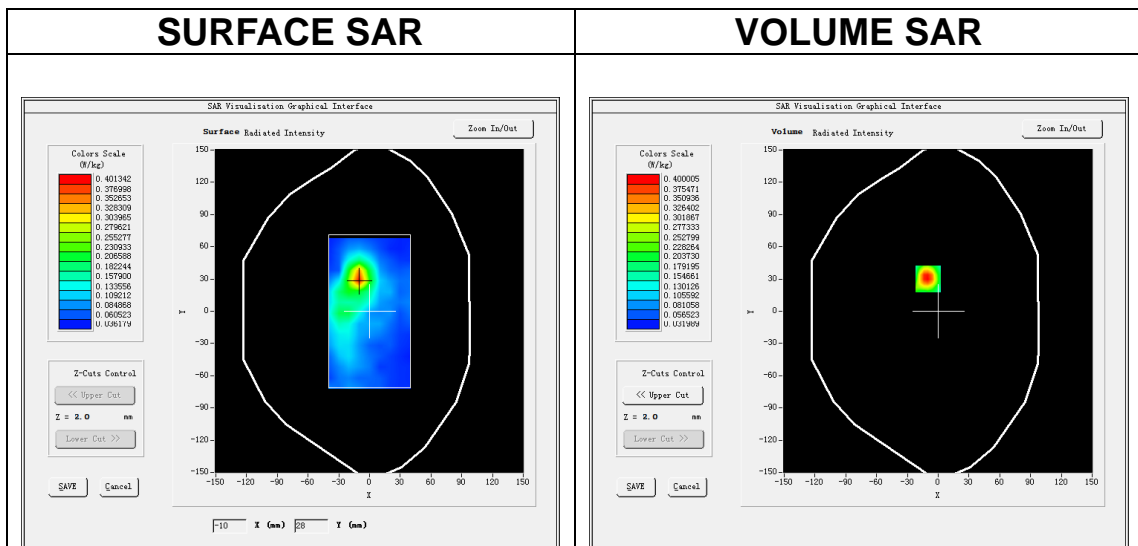 SURFACE SAR
VOLUME SAR
SAR Visualisation Graphical Interface
Surface Radiated Intensity
Zoom In/Out
Colors Scale
(W/kg)
0.401342
0.376998
0.352653
0.328309
0.303965
0.279621
0.255277
0.230933
0.206588
0.182244
0.157900
0.133556
0.109212
0.084868
0.060523
0.036179
150
120
90
60
30
0
-30
-60
-90
-120
-150
Y
-150 -120 -90 -60 -30 0 30 60 90 120 150
X
Z-Cuts Control
<< Upper Cut
Z = 2.0 mm
Lower Cut >>
SAVE Cancel
-10 X (mm) 28 Y (mm)
SAR Visualisation Graphical Interface
Volume Radiated Intensity
Zoom In/Out
Colors Scale
(W/kg)
0.400005
0.375471
0.350936
0.326402
0.301867
0.277333
0.252799
0.228264
0.203730
0.179195
0.154661
0.130126
0.105592
0.081058
0.056523
0.031989
150
120
90
60
30
0
-30
-60
-90
-120
-150
Y
-150 -120 -90 -60 -30 0 30 60 90 120 150
X
Z-Cuts Control
<< Upper Cut
Z = 2.0 mm
Lower Cut >>
SAVE Cancel